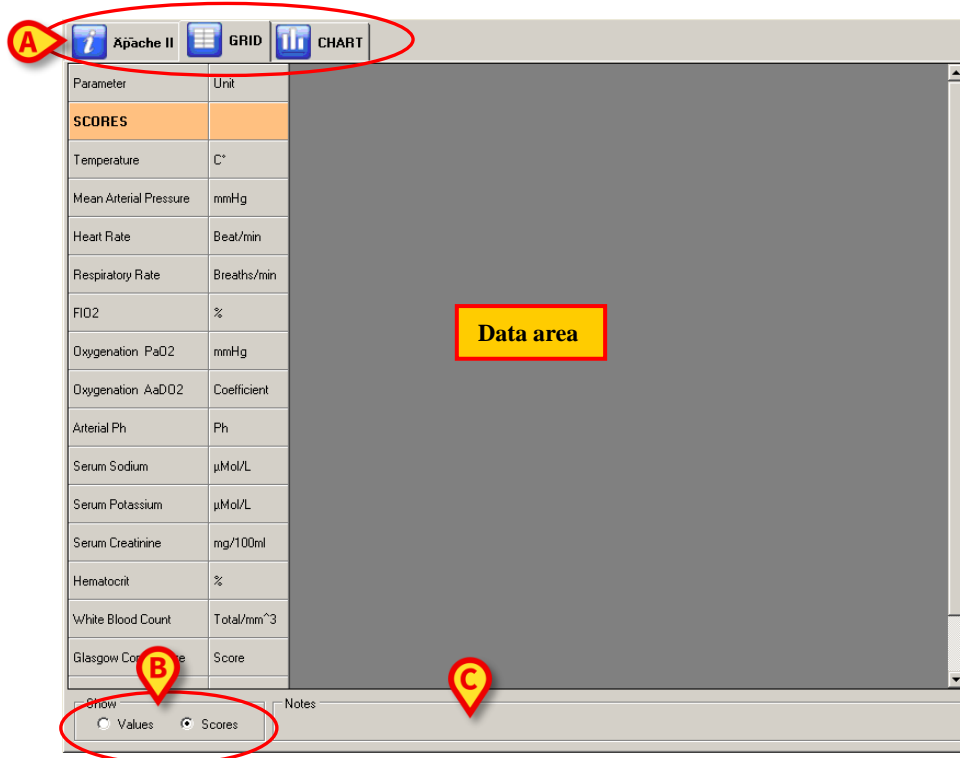 A
Apache II GRID CHART
Parameter Unit
SCORES
Temperature C°
Mean Arterial Pressure mmHg
Heart Rate Beat/min
Respiratory Rate Breaths/min
FIO2 %
Oxygenation PaO2 mmHg
Oxygenation AaDO2 Coefficient
Arterial Ph Ph
Serum Sodium µMol/L
Serum Potassium µMol/L
Serum Creatinine mg/100ml
Hematocrit %
White Blood Count Total/mm^3
Glasgow Score
Data area
B
C
Show
Values Scores
Notes